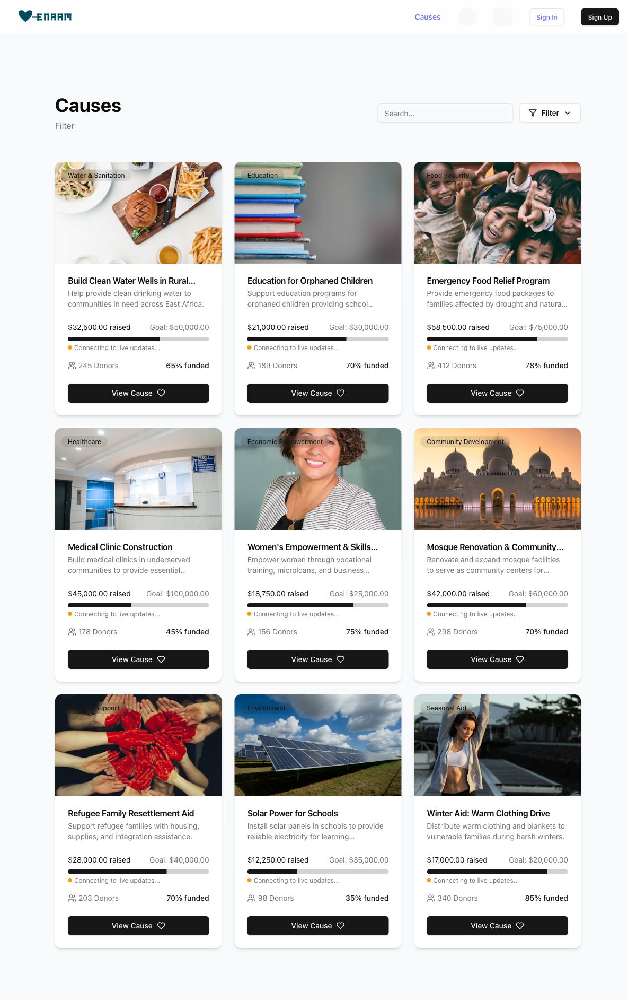 ENAAM
Causes
Sign In
Sign Up
Causes
Filter
Search...
Filter
Water & Sanitation
Education
Food Security
Build Clean Water Wells in Rural...
Help provide clean drinking water to
communities in need across East Africa.
$32,500.00 raised
Goal: $50,000.00
Connecting to live updates...
245 Donors
65% funded
View Cause
Education for Orphaned Children
Support education programs for
orphaned children providing school...
$21,000.00 raised
Goal: $30,000.00
Connecting to live updates...
189 Donors
70% funded
View Cause
Emergency Food Relief Program
Provide emergency food packages to
families affected by drought and natura...
$58,500.00 raised
Goal: $75,000.00
Connecting to live updates...
412 Donors
78% funded
View Cause
Healthcare
PISO 1
Economic Empowerment
Community Development
Medical Clinic Construction
Build medical clinics in underserved
communities to provide essential...
$45,000.00 raised
Goal: $100,000.00
Connecting to live updates...
178 Donors
45% funded
View Cause
Women's Empowerment & Skills...
Empower women through vocational
training, microloans, and business...
$18,750.00 raised
Goal: $25,000.00
Connecting to live updates...
156 Donors
75% funded
View Cause
Mosque Renovation & Community...
Renovate and expand mosque facilities
to serve as community centers for...
$42,000.00 raised
Goal: $60,000.00
Connecting to live updates...
298 Donors
70% funded
View Cause
Support
Environment
Seasonal Aid
Refugee Family Resettlement Aid
Support refugee families with housing,
supplies, and integration assistance.
$28,000.00 raised
Goal: $40,000.00
Connecting to live updates...
203 Donors
70% funded
View Cause
Solar Power for Schools
Install solar panels in schools to provide
reliable electricity for learning...
$12,250.00 raised
Goal: $35,000.00
Connecting to live updates...
98 Donors
35% funded
View Cause
Winter Aid: Warm Clothing Drive
Distribute warm clothing and blankets to
vulnerable families during harsh winters.
$17,000.00 raised
Goal: $20,000.00
Connecting to live updates...
340 Donors
85% funded
View Cause